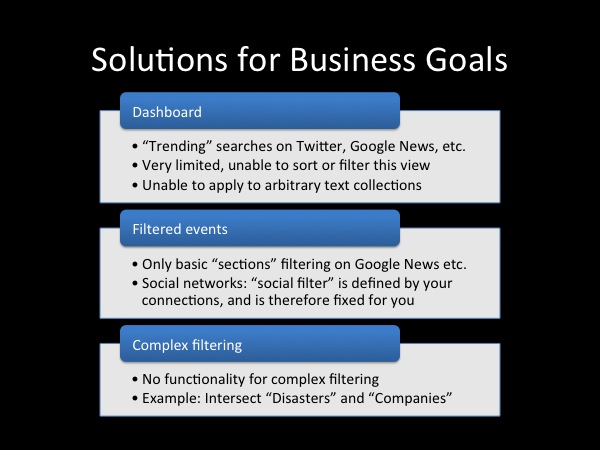 Solutions for Business Goals
Dashboard
• “Trending” searches on Twitter, Google News, etc.
• Very limited, unable to sort or filter this view
• Unable to apply to arbitrary text collections
Filtered events
• Only basic “sections” filtering on Google News etc.
• Social networks: “social filter” is defined by your
connections, and is therefore fixed for you
Complex filtering
• No functionality for complex filtering
• Example: Intersect “Disasters” and “Companies”